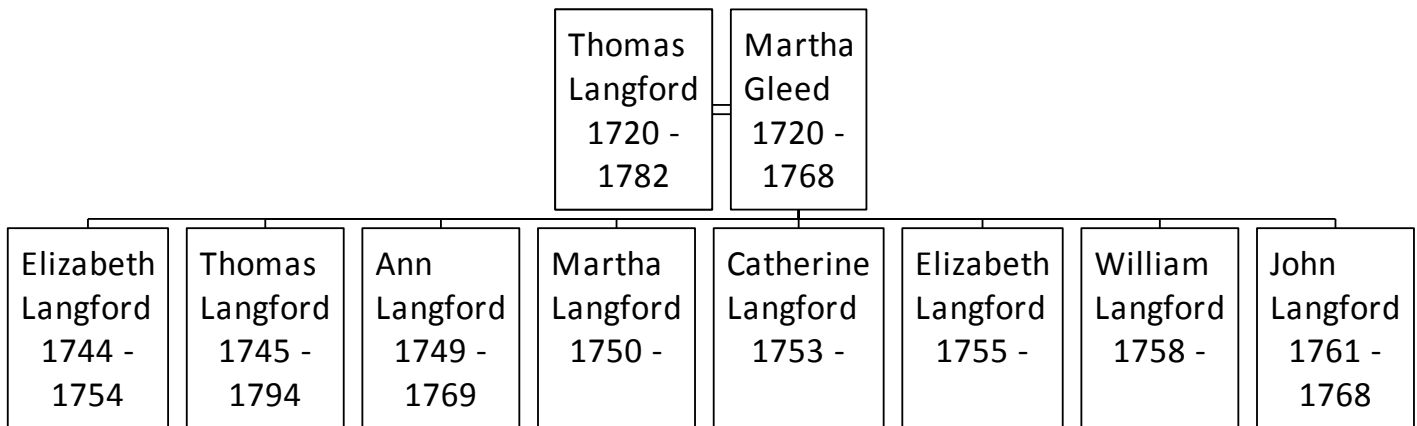 Thomas
Langford
1720 -
1782
Martha
Gleed
1720 -
1768
Elizabeth
Langford
1744 -
1754
Thomas
Langford
1745 -
1794
Ann
Langford
1749 -
1769
Martha
Langford
1750 -
Catherine
Langford
1753 -
Elizabeth
Langford
1755 -
William
Langford
1758 -
John
Langford
1761 -
1768